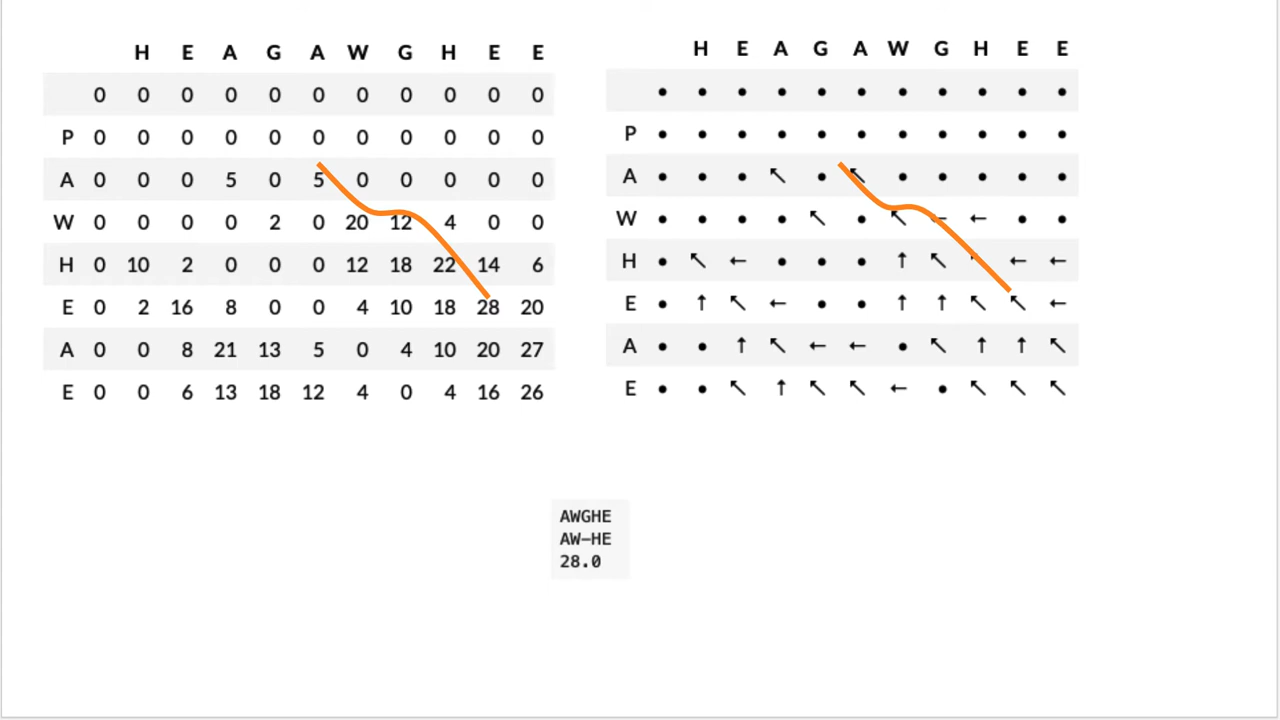 H E A G A W G H E E
0 0 0 0 0 0 0 0 0 0 0
P 0 0 0 0 0 0 0 0 0 0 0
A 0 0 0 5 0 5 0 0 0 0 0
W 0 0 0 0 2 0 20 12 4 0 0
H 0 10 2 0 0 0 12 18 22 14 6
E 0 2 16 8 0 0 4 10 18 28 20
A 0 0 8 21 13 5 0 4 10 20 27
E 0 0 6 13 18 12 4 0 4 16 26
H E A G A W G H E E
• • • • • • • • • • •
P • • • • • • • • • • •
A • • • ↖ • ↖ • • • • •
W • • • • ↖ • ↖ ← ← • •
H • ↖ ← • • • ↑ ↖ ↖ ← ←
E • ↑ ↖ ← • • ↑ ↑ ↖ ↖ ←
A • • ↑ ↖ ← ← • ↖ ↑ ↑ ↖
E • • ↖ ↑ ↖ ↖ ← • ↖ ↖ ↖
AWGHE
AW-HE
28.0